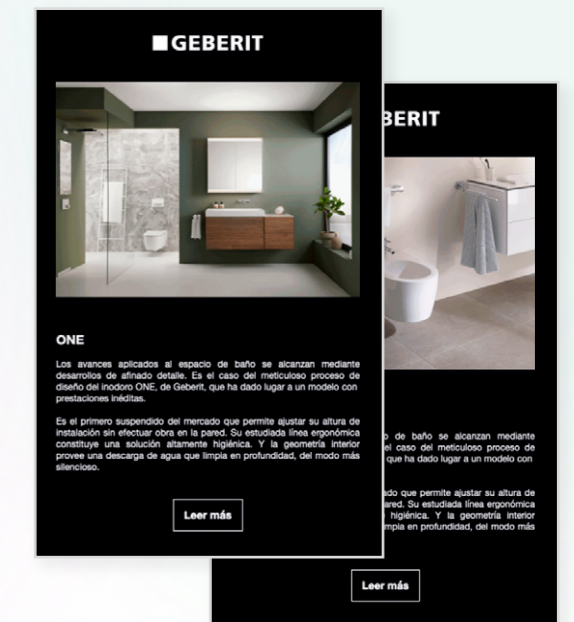 GEBERIT
ONE
Los avances aplicados al espacio de baño se alcanzan mediante
desarrollos de afinado detalle. Es el caso del meticuloso proceso de
diseño del inodoro ONE, de Geberit, que ha dado lugar a un modelo con
prestaciones inéditas.
Es el primero suspendido del mercado que permite ajustar su altura de
instalación sin efectuar obra en la pared. Su estudiada línea ergonómica
constituye una solución altamente higiénica. Y la geometría interior
provee una descarga de agua que limpia en profundidad, del modo más
silencioso.
Leer más
BERIT
de baño se alcanzan mediante
el caso del meticuloso proceso de
que ha dado lugar a un modelo con
ado que permite ajustar su altura de
ared. Su estudiada línea ergonómica
higiénica. Y la geometría interior
impia en profundidad, del modo más
Leer más